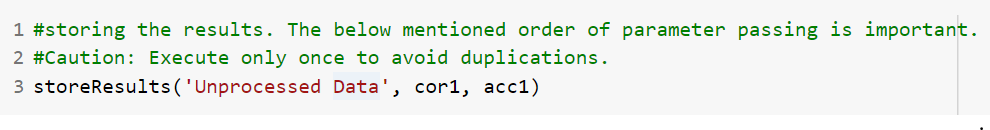 1 #storing the results. The below mentioned order of parameter passing is important.
2 #Caution: Execute only once to avoid duplications.
3 storeResults('Unprocessed Data', cor1, acc1)